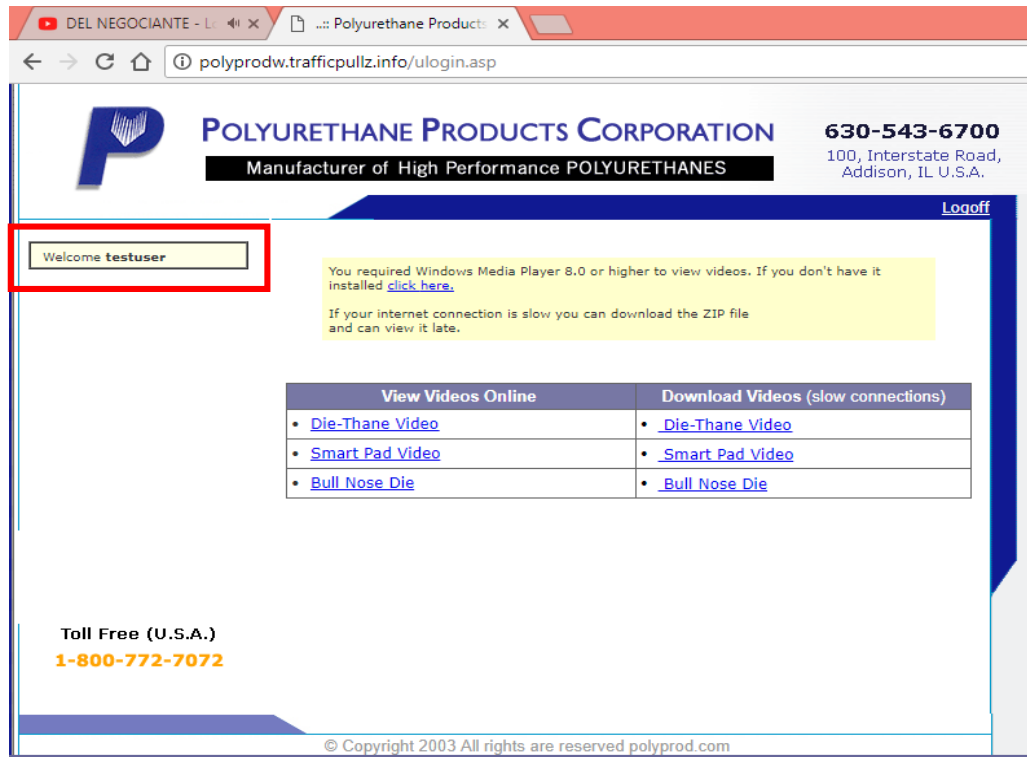 DEL NEGOCIANTE - L
..:: Polyurethane Products
polyprodw.trafficpullz.info/ulogin.asp
POLYURETHANE PRODUCTS CORPORATION
Manufacturer of High Performance POLYURETHANES
630-543-6700
100, Interstate Road,
Addison, IL U.S.A.
Logoff
Welcome testuser
You required Windows Media Player 8.0 or higher to view videos. If you don't have it
installed click here.
If your internet connection is slow you can download the ZIP file
and can view it late.
View Videos Online Download Videos (slow connections)
• Die-Thane Video • Die-Thane Video
• Smart Pad Video • Smart Pad Video
• Bull Nose Die • Bull Nose Die
Toll Free (U.S.A.)
1-800-772-7072
© Copyright 2003 All rights are reserved polyprod.com